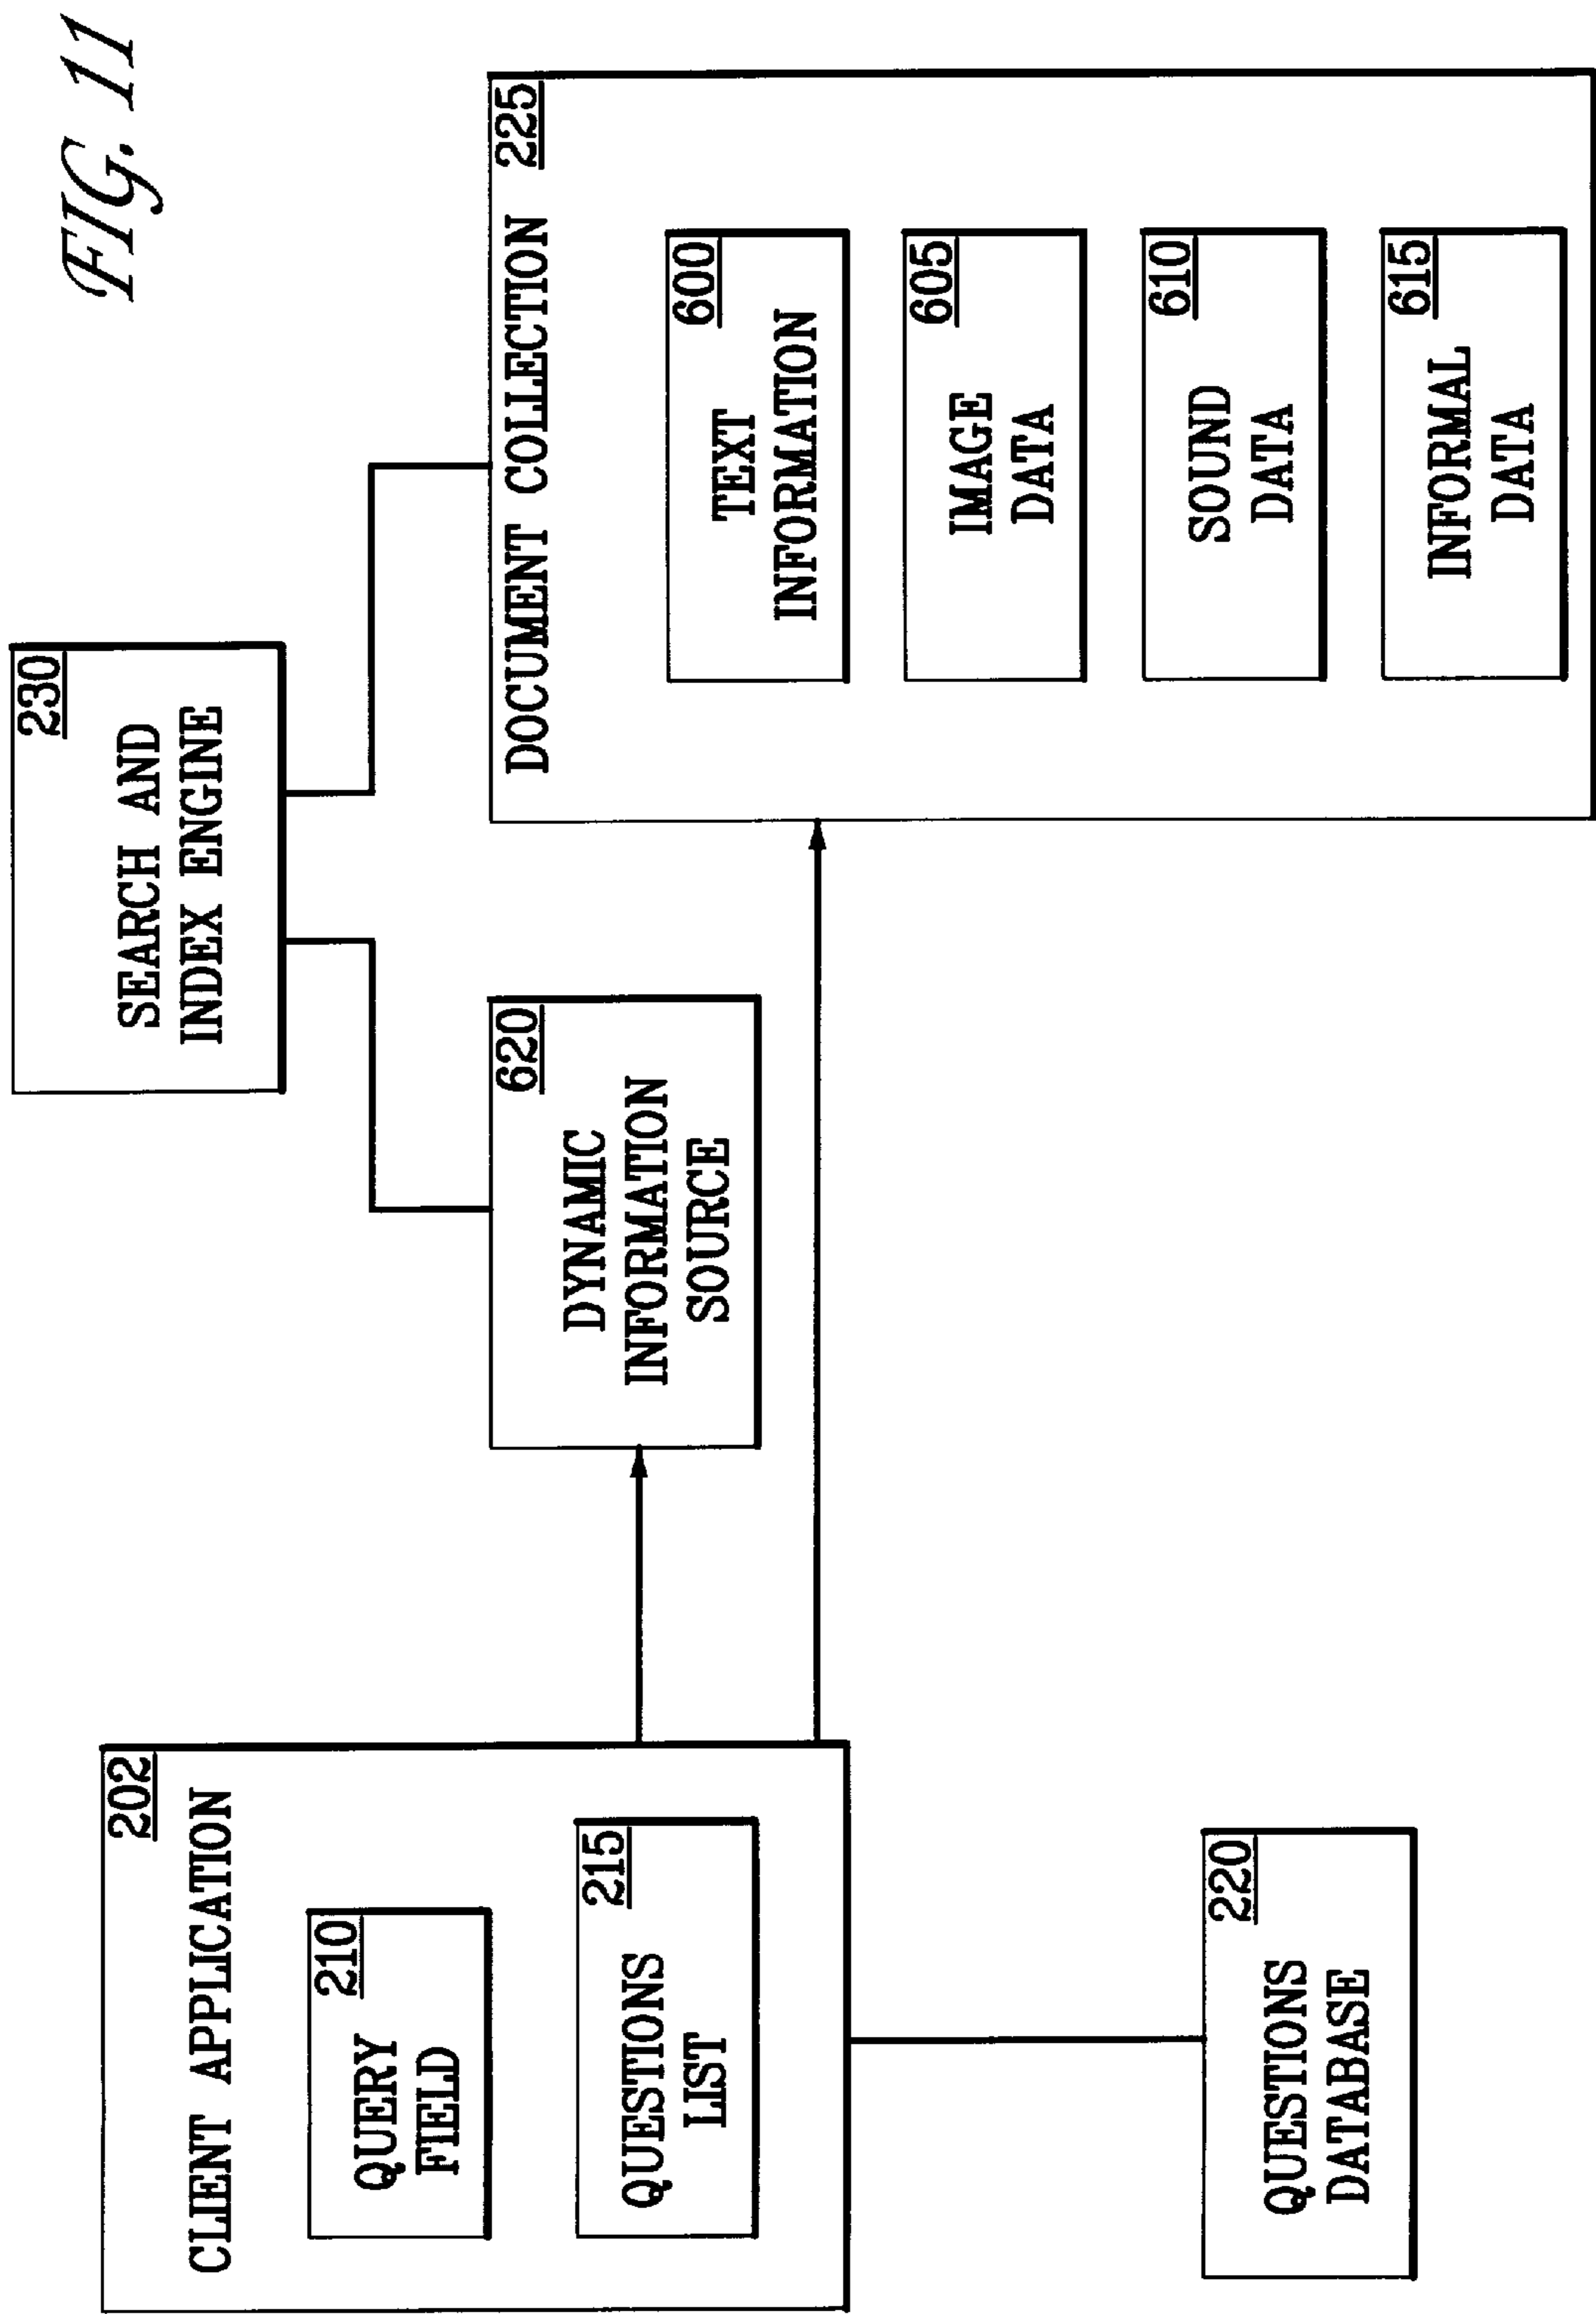 FIG. 11
230
SEARCH AND
INDEX ENGINE
202
CLIENT APPLICATION
210
QUERY
FIELD
215
QUESTIONS
LIST
620
DYNAMIC
INFORMATION
SOURCE
DOCUMENT COLLECTION 225
600
TEXT
INFORMATION
605
IMAGE
DATA
610
SOUND
DATA
615
INFORMAL
DATA
220
QUESTIONS
DATABASE